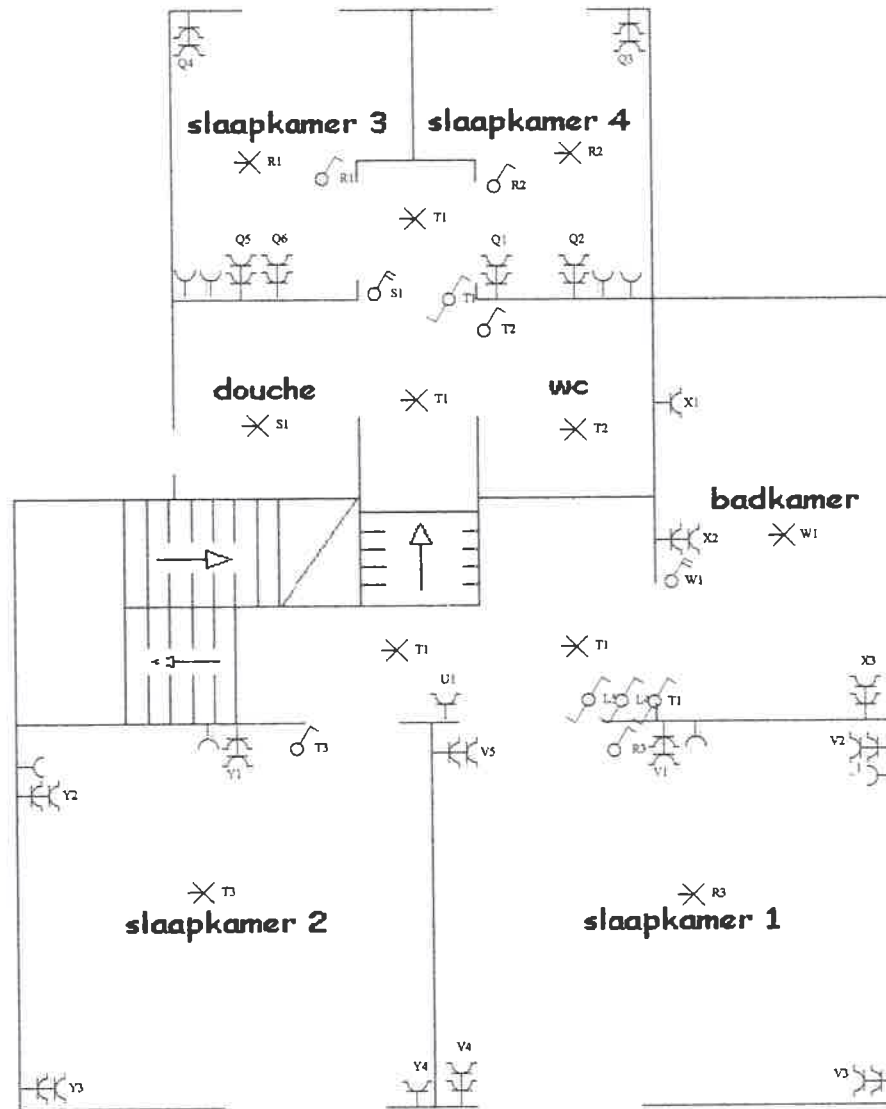 Q4
Q3
slaapkamer 3
slaapkamer 4
R1
R1
R2
R2
T1
Q5
Q6
Q1
Q2
S1
T1
T2
douche
wc
S1
T1
T2
X1
badkamer
X2
W1
W1
T1
T1
U1
L5
L4
T1
X3
Y1
T3
V5
R3
V1
V2
Y2
T3
R3
slaapkamer 2
slaapkamer 1
Y3
Y4
V4
V3